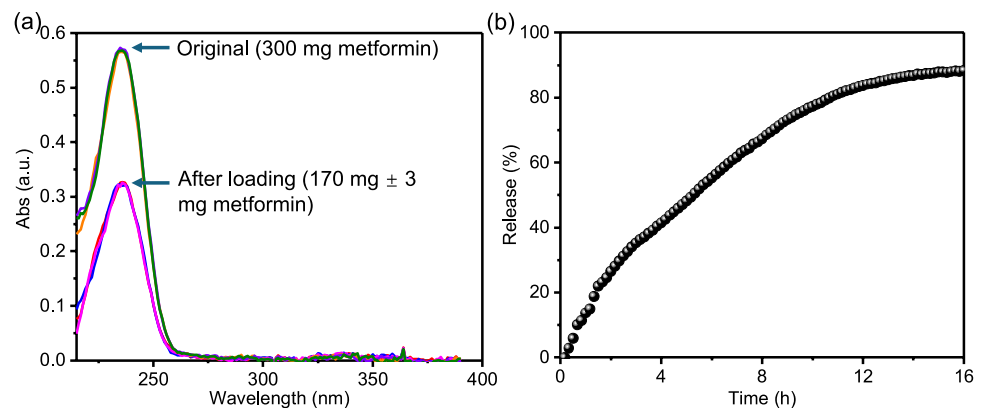 (a)
0.6
0.5
0.4
0.3
0.2
0.1
0.0
Abs (a.u.)
Original (300 mg metformin)
After loading (170 mg ± 3
mg metformin)
250
300
350
400
Wavelength (nm)
(b)
100
80
60
40
20
0
Release (%)
0
4
8
12
16
Time (h)